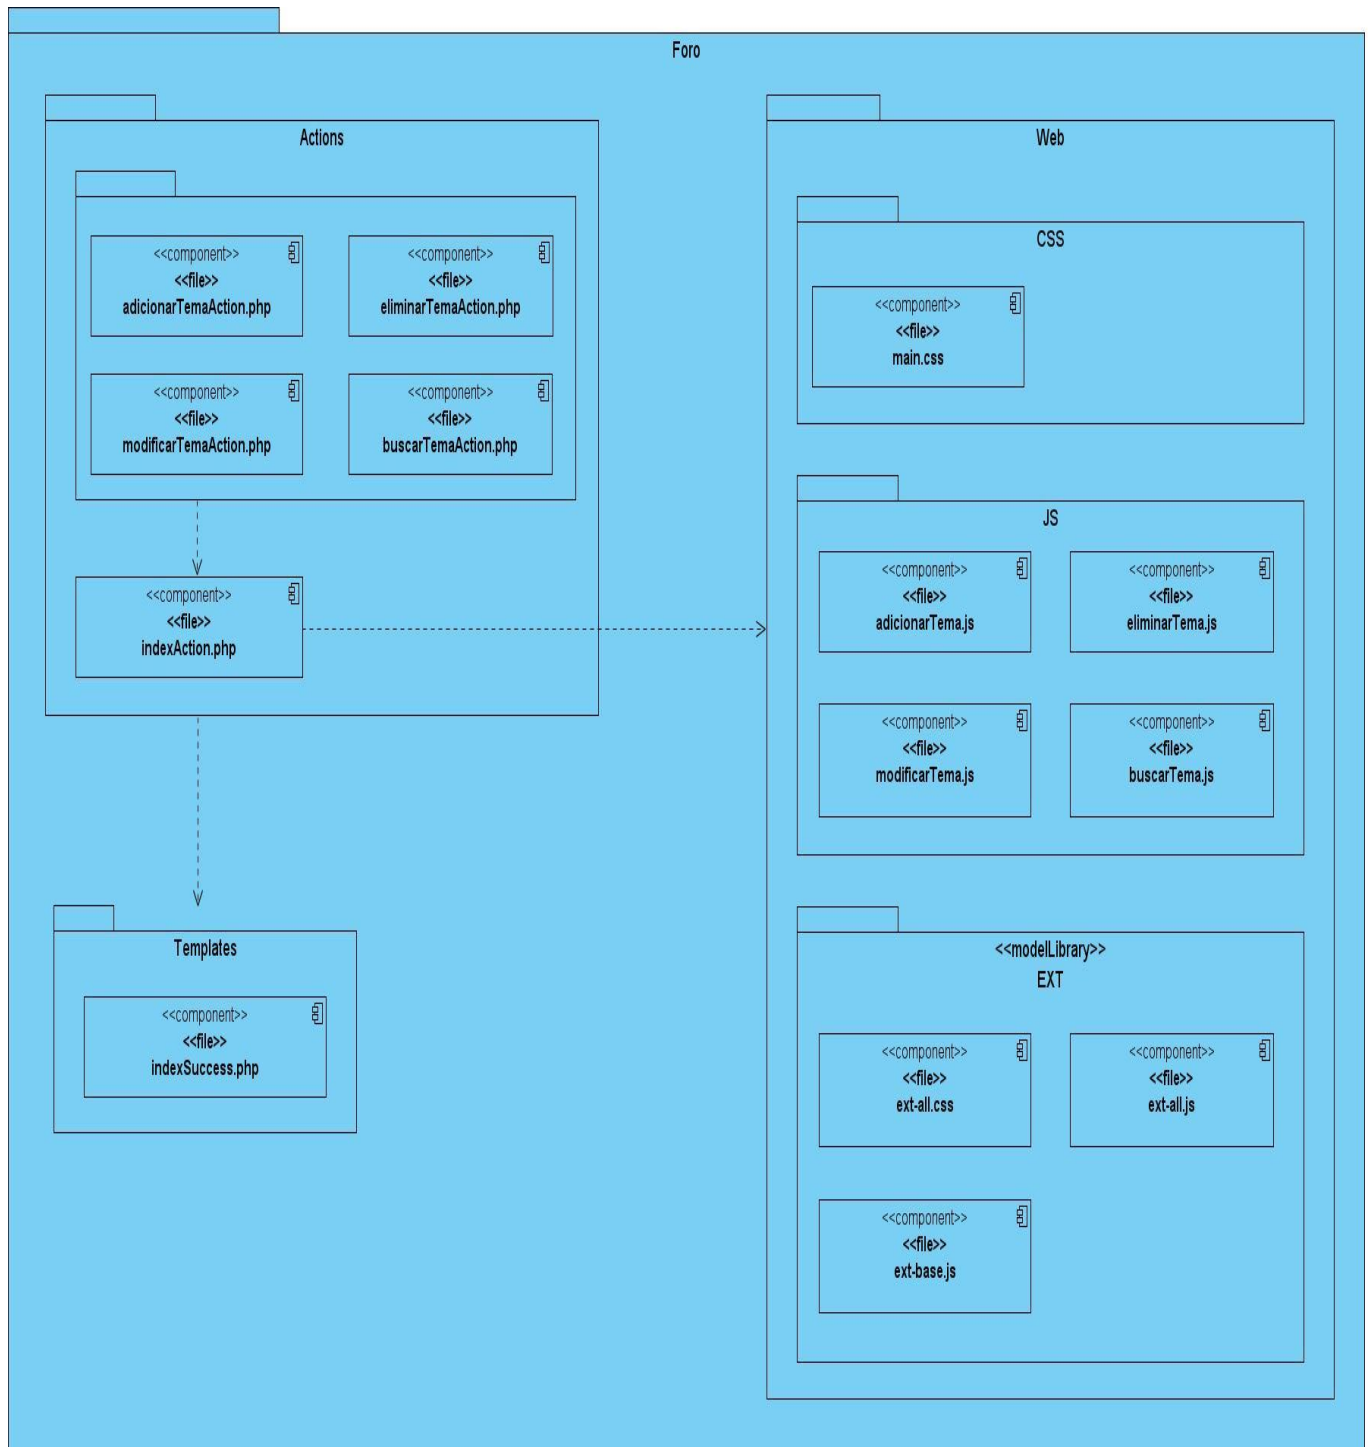 Foro
Actions
<<component>>
<<file>>
adicionarTemaAction.php
<<component>>
<<file>>
eliminarTemaAction.php
<<component>>
<<file>>
modificarTemaAction.php
<<component>>
<<file>>
buscarTemaAction.php
<<component>>
<<file>>
indexAction.php
Templates
<<component>>
<<file>>
indexSuccess.php
Web
CSS
<<component>>
<<file>>
main.css
JS
<<component>>
<<file>>
adicionarTema.js
<<component>>
<<file>>
eliminarTema.js
<<component>>
<<file>>
modificarTema.js
<<component>>
<<file>>
buscarTema.js
<<modelLibrary>>
EXT
<<component>>
<<file>>
ext-all.css
<<component>>
<<file>>
ext-all.js
<<component>>
<<file>>
ext-base.js